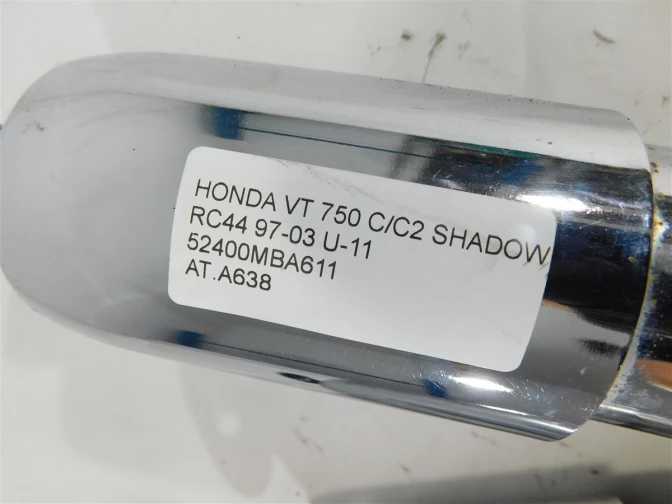 HONDA VT 750 C/C2 SHADOW
RC44 97-03 U-11
52400MBA611
AT.A638